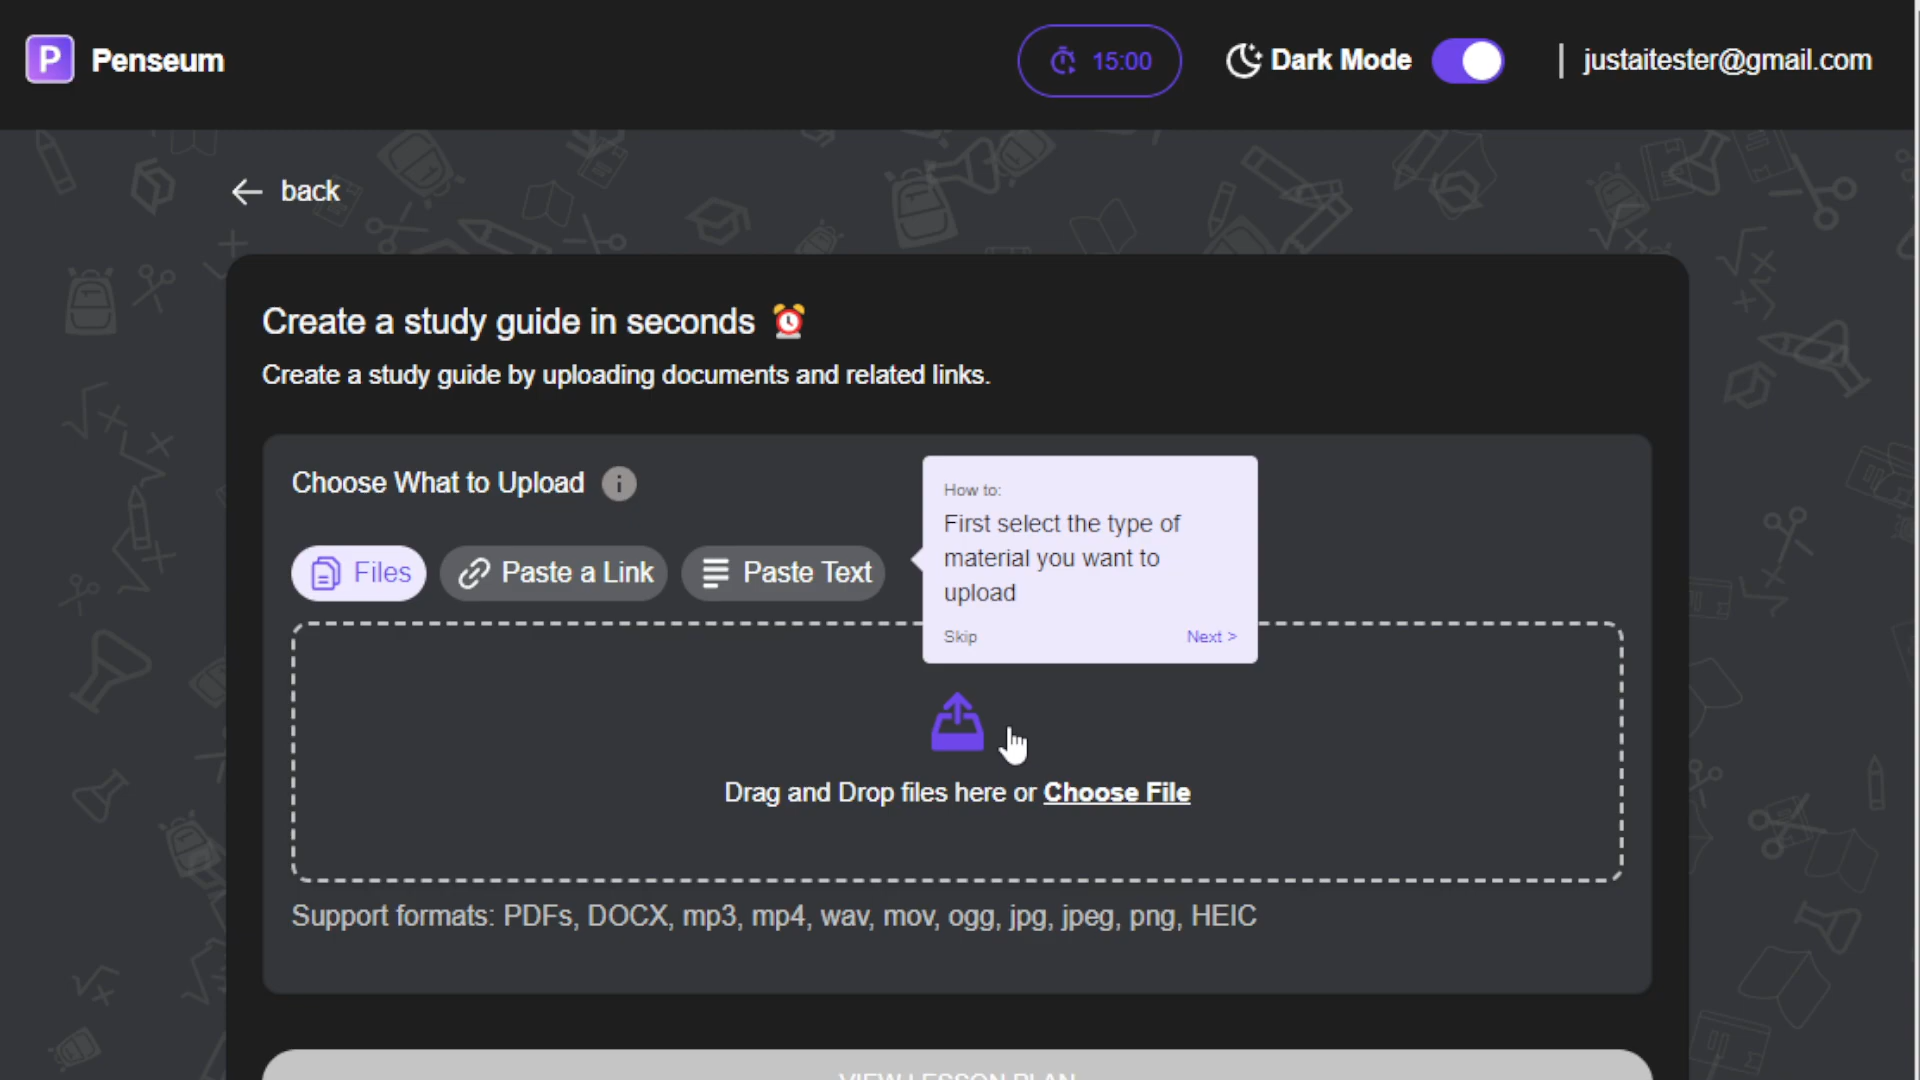 P Penseum
15:00
Dark Mode
justaitester@gmail.com
back
Create a study guide in seconds
Create a study guide by uploading documents and related links.
Choose What to Upload i
Files
Paste a Link
Paste Text
How to:
First select the type of
material you want to
upload
Skip
Next >
Drag and Drop files here or Choose File
Support formats: PDFs, DOCX, mp3, mp4, wav, mov, ogg, jpg, jpeg, png, HEIC
VIEW LESSON PLAN